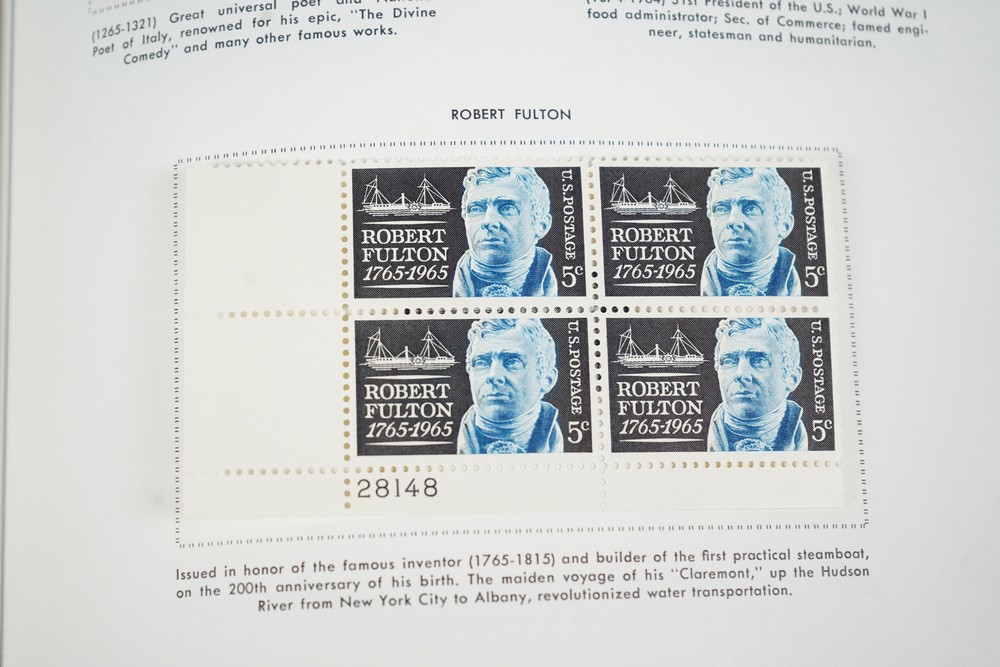 (1265-1321) Great universal poet and
Poet of Italy, renowned for his epic, "The Divine
Comedy" and many other famous works.
31st President of the U.S.; World War I
food administrator; Sec. of Commerce; famed engi-
neer, statesman and humanitarian.
ROBERT FULTON
U.S. POSTAGE
ROBERT
FULTON
1765-1965
5c
U.S. POSTAGE
ROBERT
FULTON
1765-1965
5c
U.S. POSTAGE
ROBERT
FULTON
1765-1965
5c
U.S. POSTAGE
ROBERT
FULTON
1765-1965
5c
28148
Issued in honor of the famous inventor (1765-1815) and builder of the first practical steamboat,
on the 200th anniversary of his birth. The maiden voyage of his "Claremont," up the Hudson
River from New York City to Albany, revolutionized water transportation.